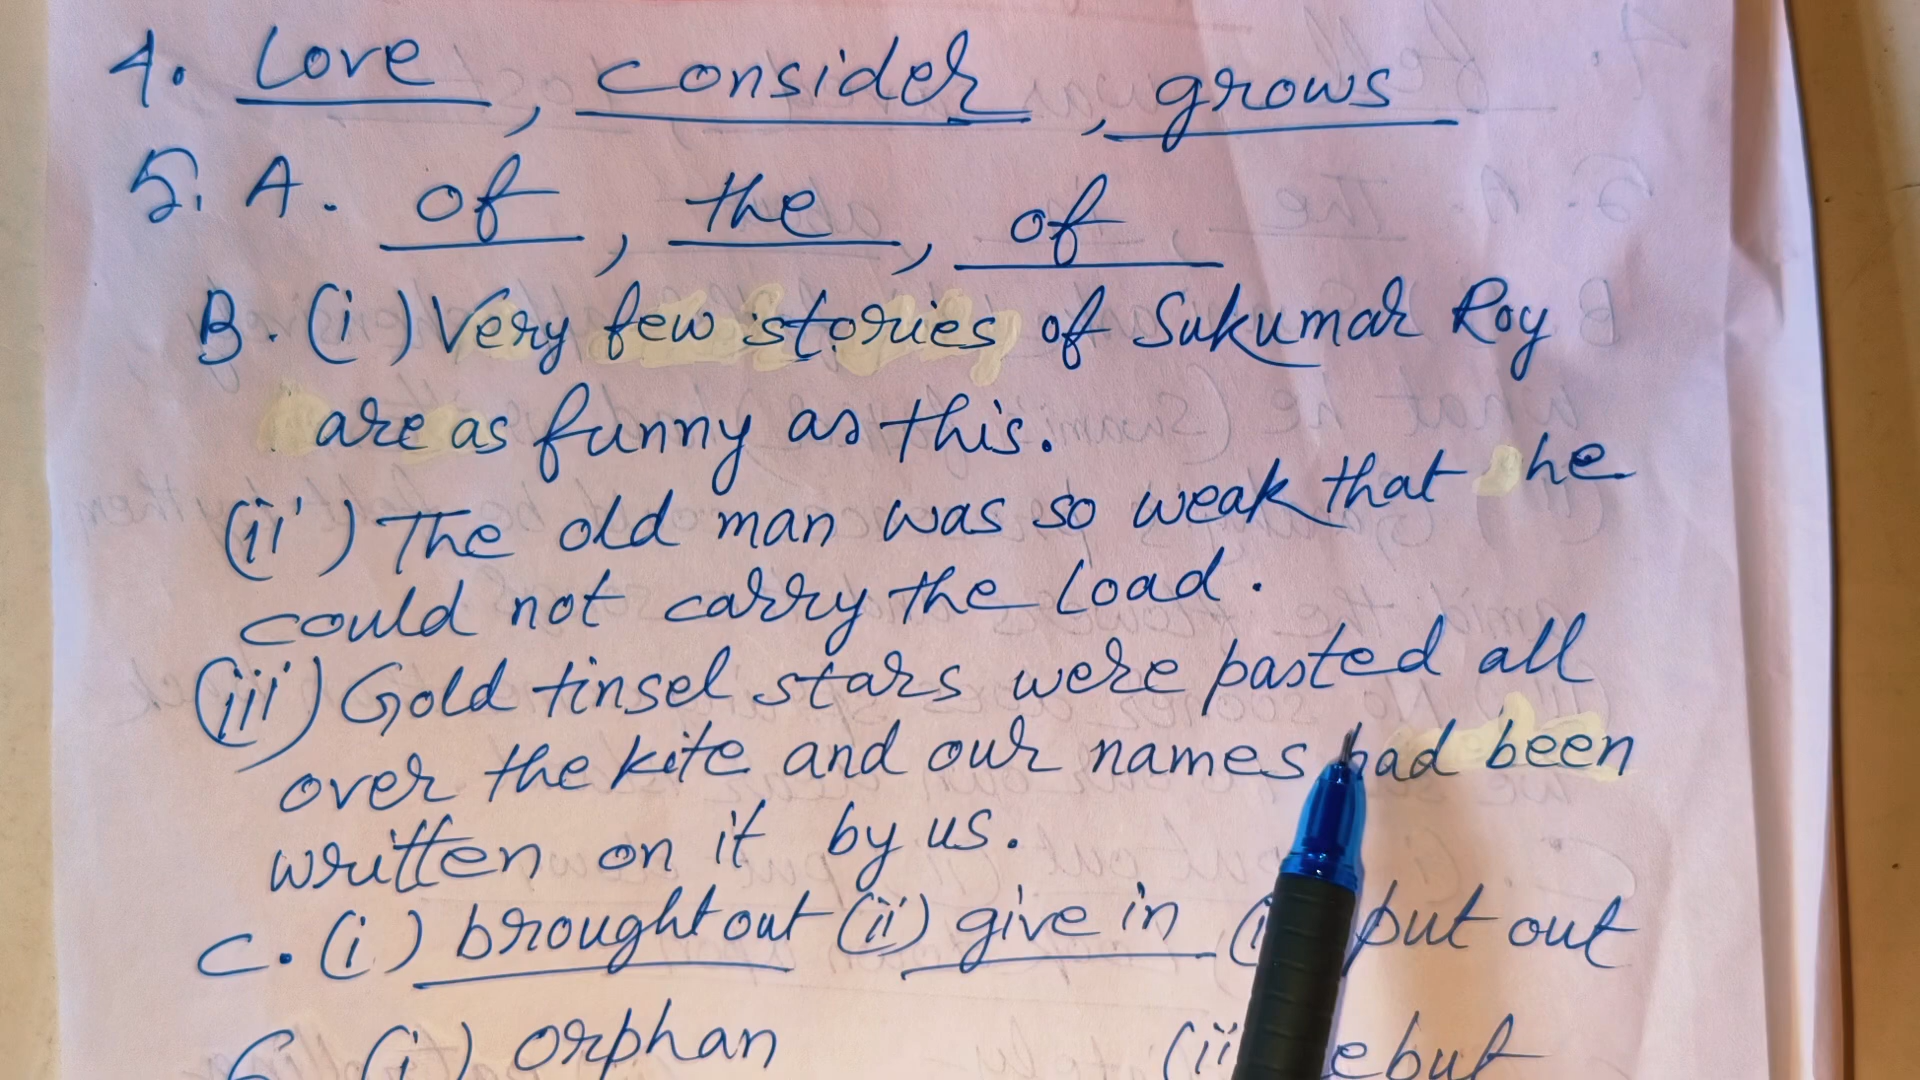 4. Love, consider, grows
5. A. of, the, of
B. (i) Very few stories of Sukumar Roy
are as funny as this.
(ii) The old man was so weak that he
could not carry the load.
(iii) Gold tinsel stars were pasted all
over the kite and our names had been
written on it by us.
C. (i) brought out (ii) give in put out
6. (i) orphan (ii